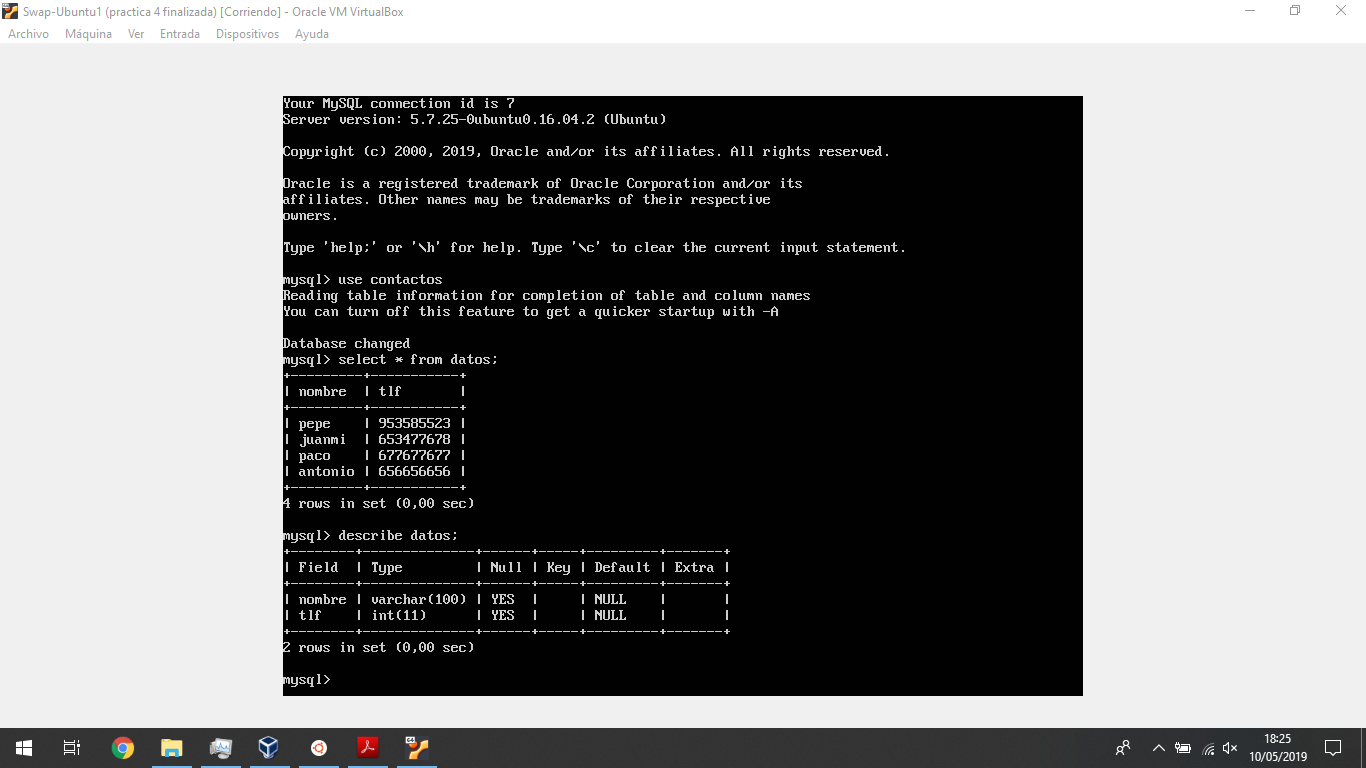 Swap-Ubuntu1 (practica 4 finalizada) [Corriendo] - Oracle VM VirtualBox
Archivo Máquina Ver Entrada Dispositivos Ayuda
Your MySQL connection id is 7
Server version: 5.7.25-0ubuntu0.16.04.2 (Ubuntu)
Copyright (c) 2000, 2019, Oracle and/or its affiliates. All rights reserved.
Oracle is a registered trademark of Oracle Corporation and/or its
affiliates. Other names may be trademarks of their respective
owners.
Type 'help;' or '\h' for help. Type '\c' to clear the current input statement.
mysql> use contactos
Reading table information for completion of table and column names
You can turn off this feature to get a quicker startup with -A
Database changed
mysql> select * from datos;
+---------+-----------+
| nombre  | tlf       |
+---------+-----------+
| pepe    | 953585523 |
| juanmi  | 653477678 |
| paco    | 677677677 |
| antonio | 656656656 |
+---------+-----------+
4 rows in set (0,00 sec)
mysql> describe datos;
+--------+--------------+------+-----+---------+-------+
| Field  | Type         | Null | Key | Default | Extra |
+--------+--------------+------+-----+---------+-------+
| nombre | varchar(100) | YES  |     | NULL    |       |
| tlf    | int(11)      | YES  |     | NULL    |       |
+--------+--------------+------+-----+---------+-------+
2 rows in set (0,00 sec)
mysql>
18:25
10/05/2019